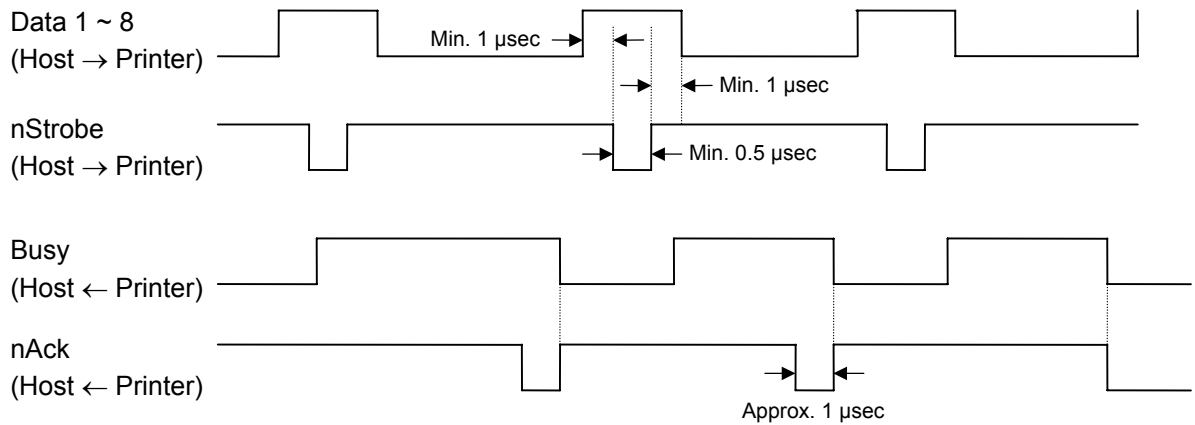 Data 1 ~ 8
(Host → Printer)
Min. 1 µsec
Min. 1 µsec
nStrobe
(Host → Printer)
Min. 0.5 µsec
Busy
(Host ← Printer)
nAck
(Host ← Printer)
Approx. 1 µsec